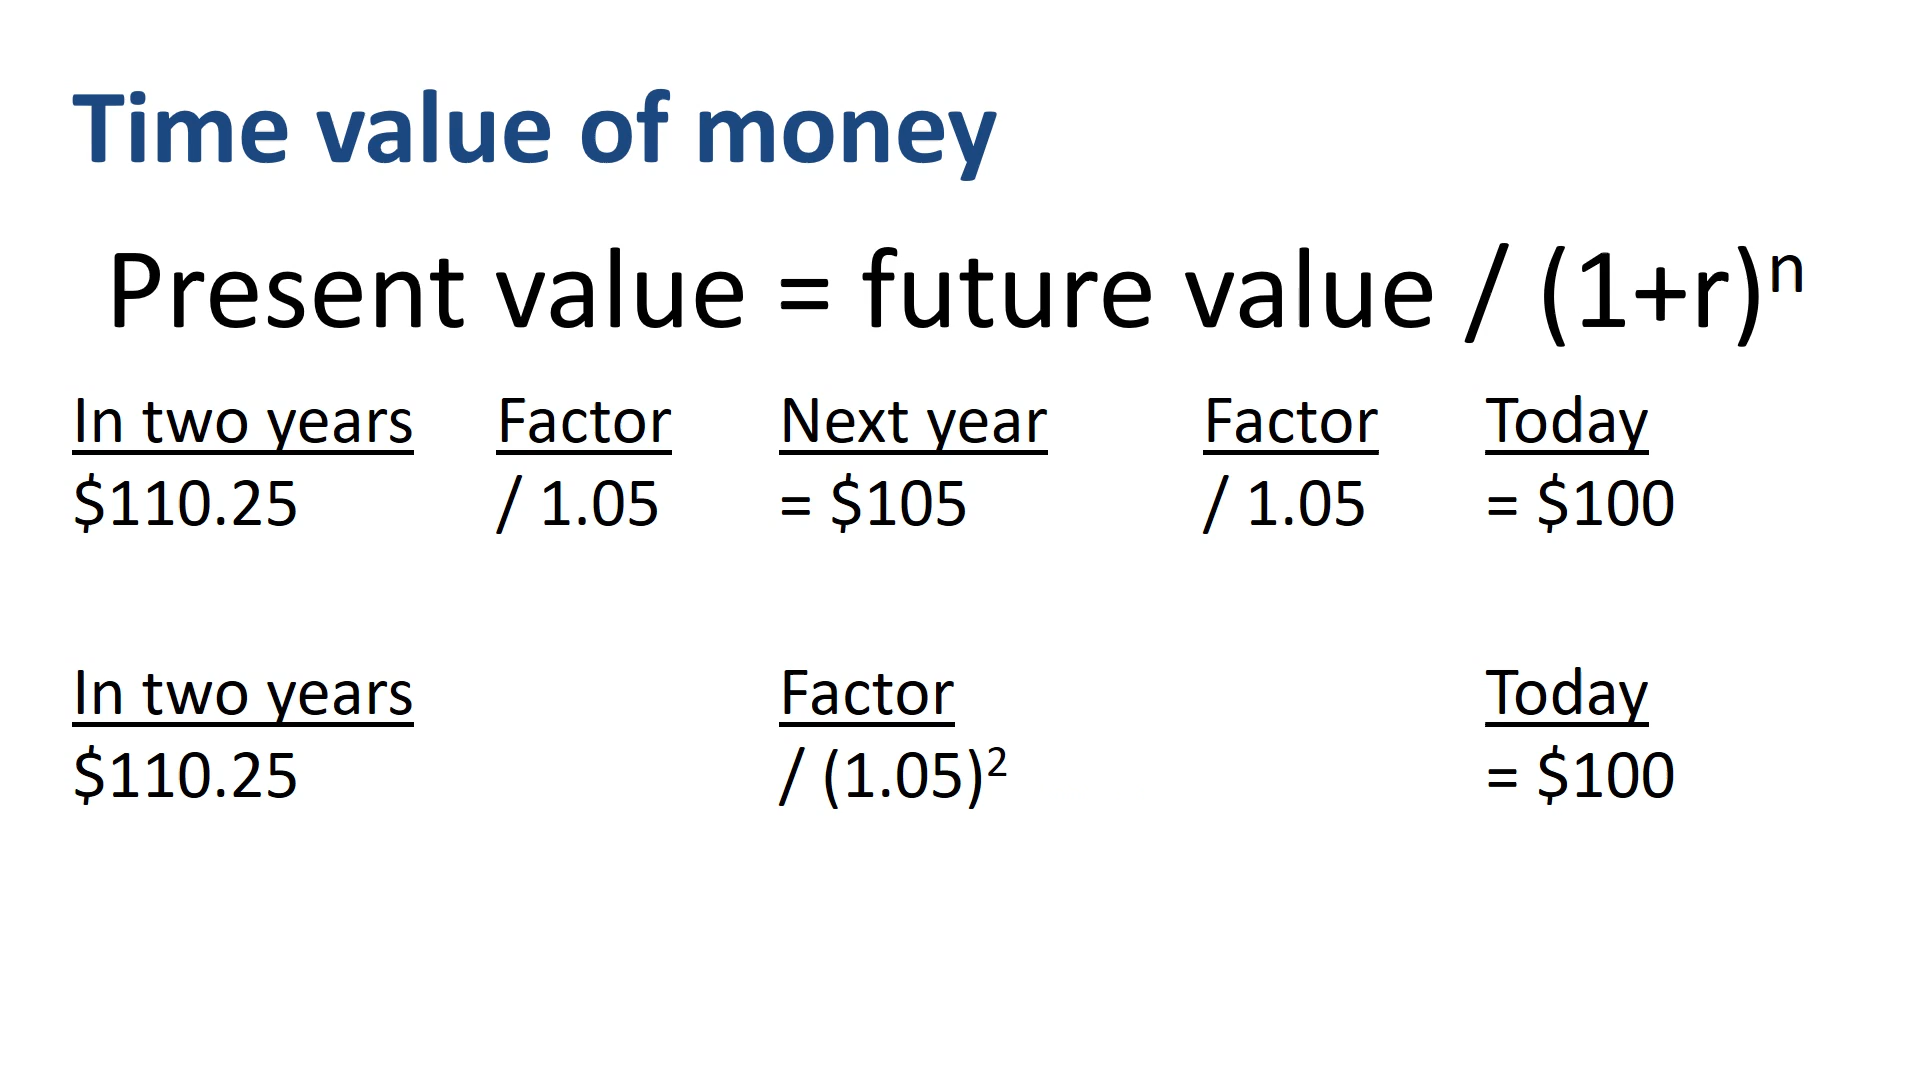 Time value of money
Present value = future value / (1+r)ⁿ
In two years Factor Next year Factor Today
$110.25 / 1.05 = $105 / 1.05 = $100
In two years Factor Today
$110.25 / (1.05)² = $100